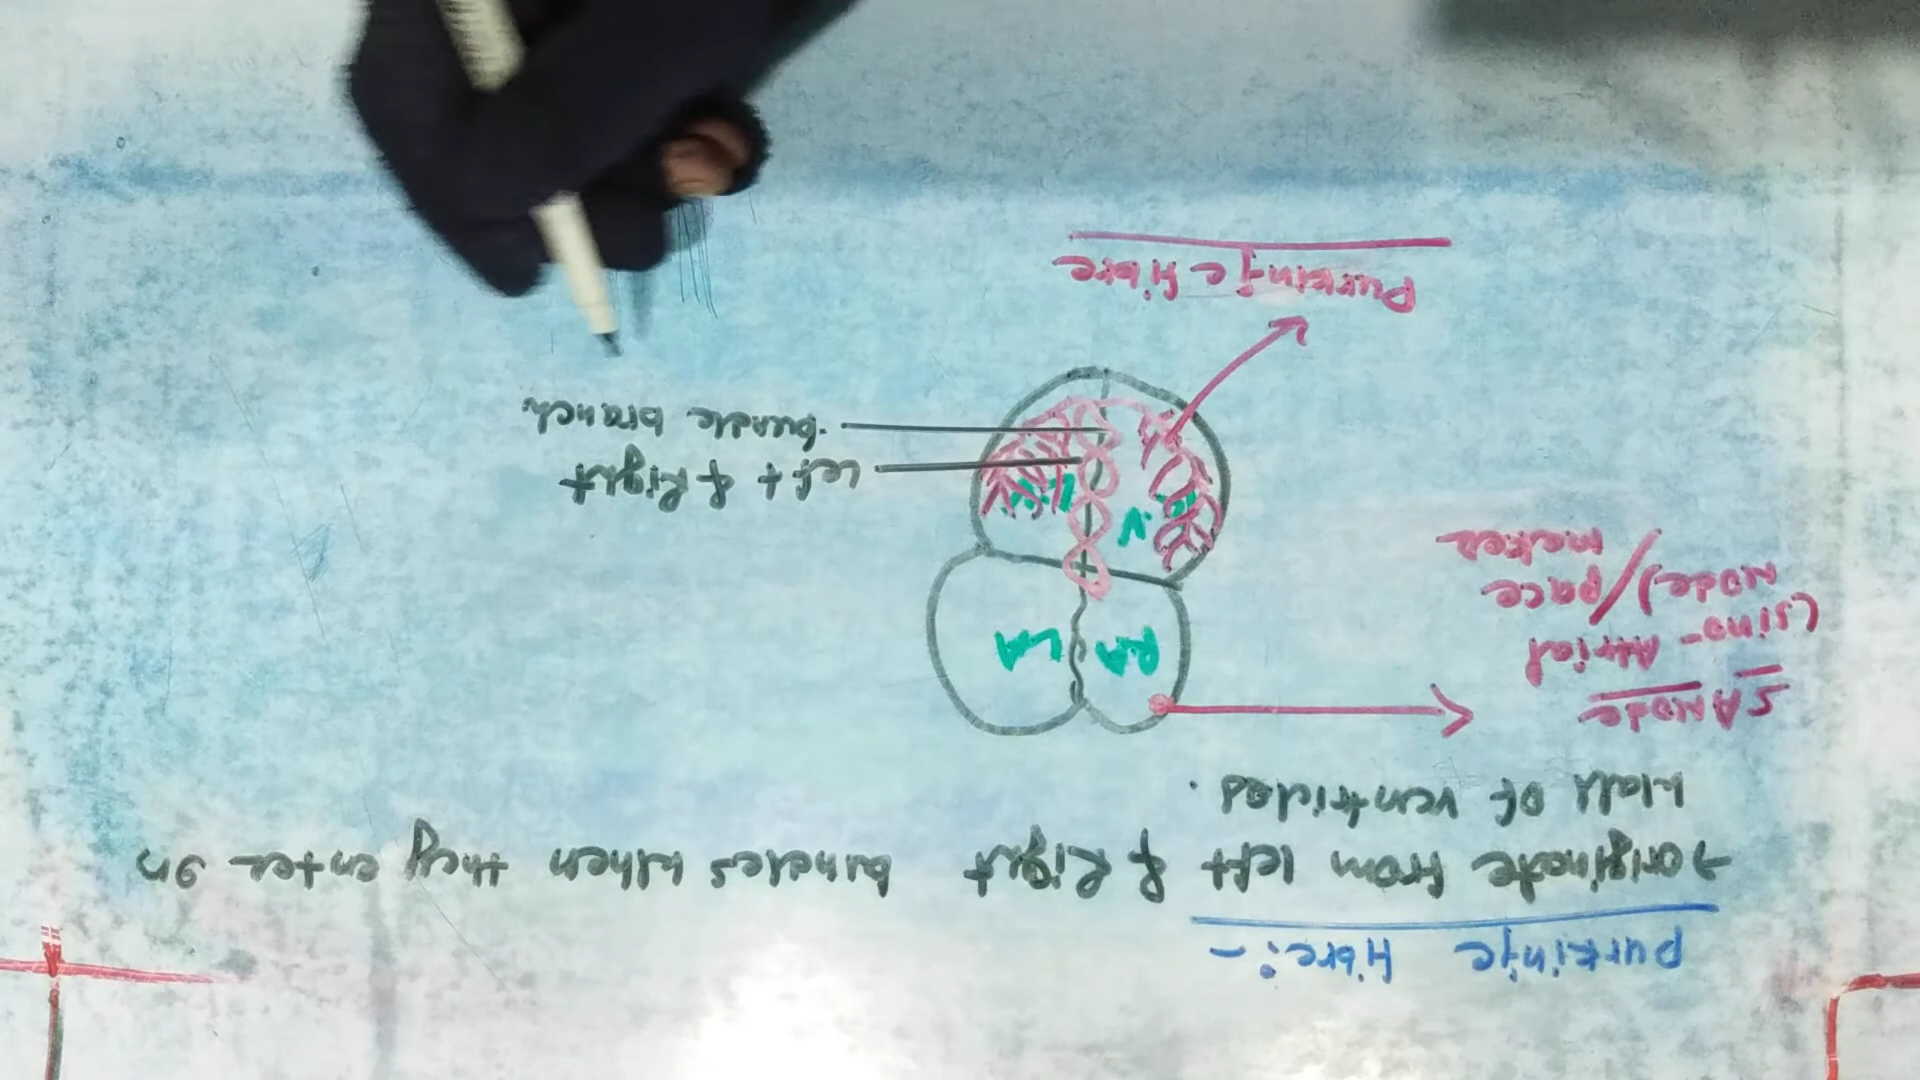 Purkinje fibre:-
→ originate from left & Right bundles when they enter in
Wall of ventricles.
SA Node
(Sino-Atrial
Node)/pace
maker
RA LA
V
Left & Right
bundle branch
Purkinje fibre